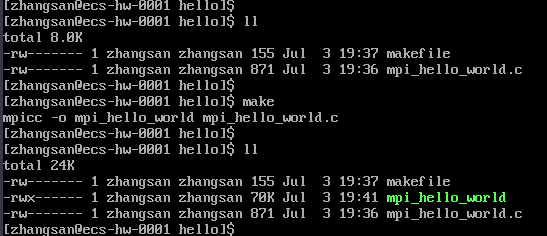 [zhangsan@ecs-hw-0001 hello]$
[zhangsan@ecs-hw-0001 hello]$ ll
total 8.0K
-rw------- 1 zhangsan zhangsan 155 Jul  3 19:37 makefile
-rw------- 1 zhangsan zhangsan 871 Jul  3 19:36 mpi_hello_world.c
[zhangsan@ecs-hw-0001 hello]$
[zhangsan@ecs-hw-0001 hello]$ make
mpicc -o mpi_hello_world mpi_hello_world.c
[zhangsan@ecs-hw-0001 hello]$
[zhangsan@ecs-hw-0001 hello]$ ll
total 24K
-rw------- 1 zhangsan zhangsan 155 Jul  3 19:37 makefile
-rwx------ 1 zhangsan zhangsan 70K Jul  3 19:41 mpi_hello_world
-rw------- 1 zhangsan zhangsan 871 Jul  3 19:36 mpi_hello_world.c
[zhangsan@ecs-hw-0001 hello]$